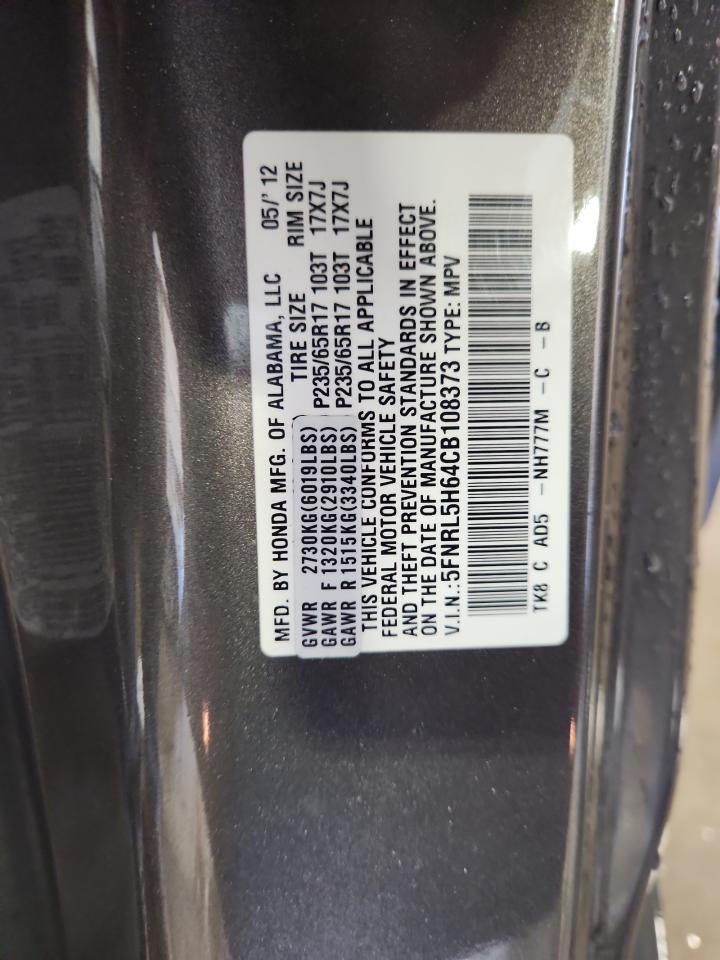 MFD. BY HONDA MFG. OF ALABAMA, LLC 05/'12
TIRE SIZE RIM SIZE
GVWR 2730KG(6019LBS)
GAWR F 1320KG(2910LBS) P235/65R17 103T 17X7J
GAWR R 1515KG(3340LBS) P235/65R17 103T 17X7J
THIS VEHICLE CONFORMS TO ALL APPLICABLE
FEDERAL MOTOR VEHICLE SAFETY
AND THEFT PREVENTION STANDARDS IN EFFECT
ON THE DATE OF MANUFACTURE SHOWN ABOVE.
V.I.N.:5FNRL5H64CB108373 TYPE: MPV
TK8 C AD5 -NH777M -C -B